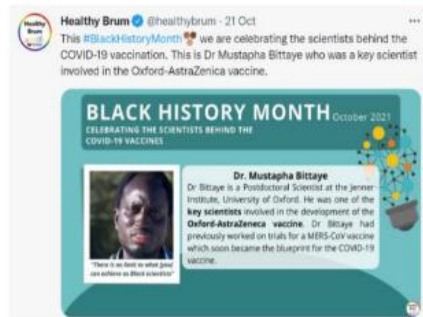 Healthy Brum @healthybrum · 21 Oct
Healthy
Brum
This #BlackHistoryMonth we are celebrating the scientists behind the
COVID-19 vaccination. This is Dr Mustapha Bittaye who was a key scientist
involved in the Oxford-AstraZenica vaccine.
BLACK HISTORY MONTH October 2021
CELEBRATING THE SCIENTISTS BEHIND THE
COVID-19 VACCINES
Dr. Mustapha Bittaye
Dr Bittaye is a Postdoctoral Scientist at the Jenner
Institute, University of Oxford. He was one of the
key scientists involved in the development of the
Oxford-AstraZeneca vaccine. Dr Bittaye had
previously worked on trials for a MERS-CoV vaccine
which soon became the blueprint for the COVID-19
vaccine.
"There is no limit to what [you]
can achieve as Black scientists"